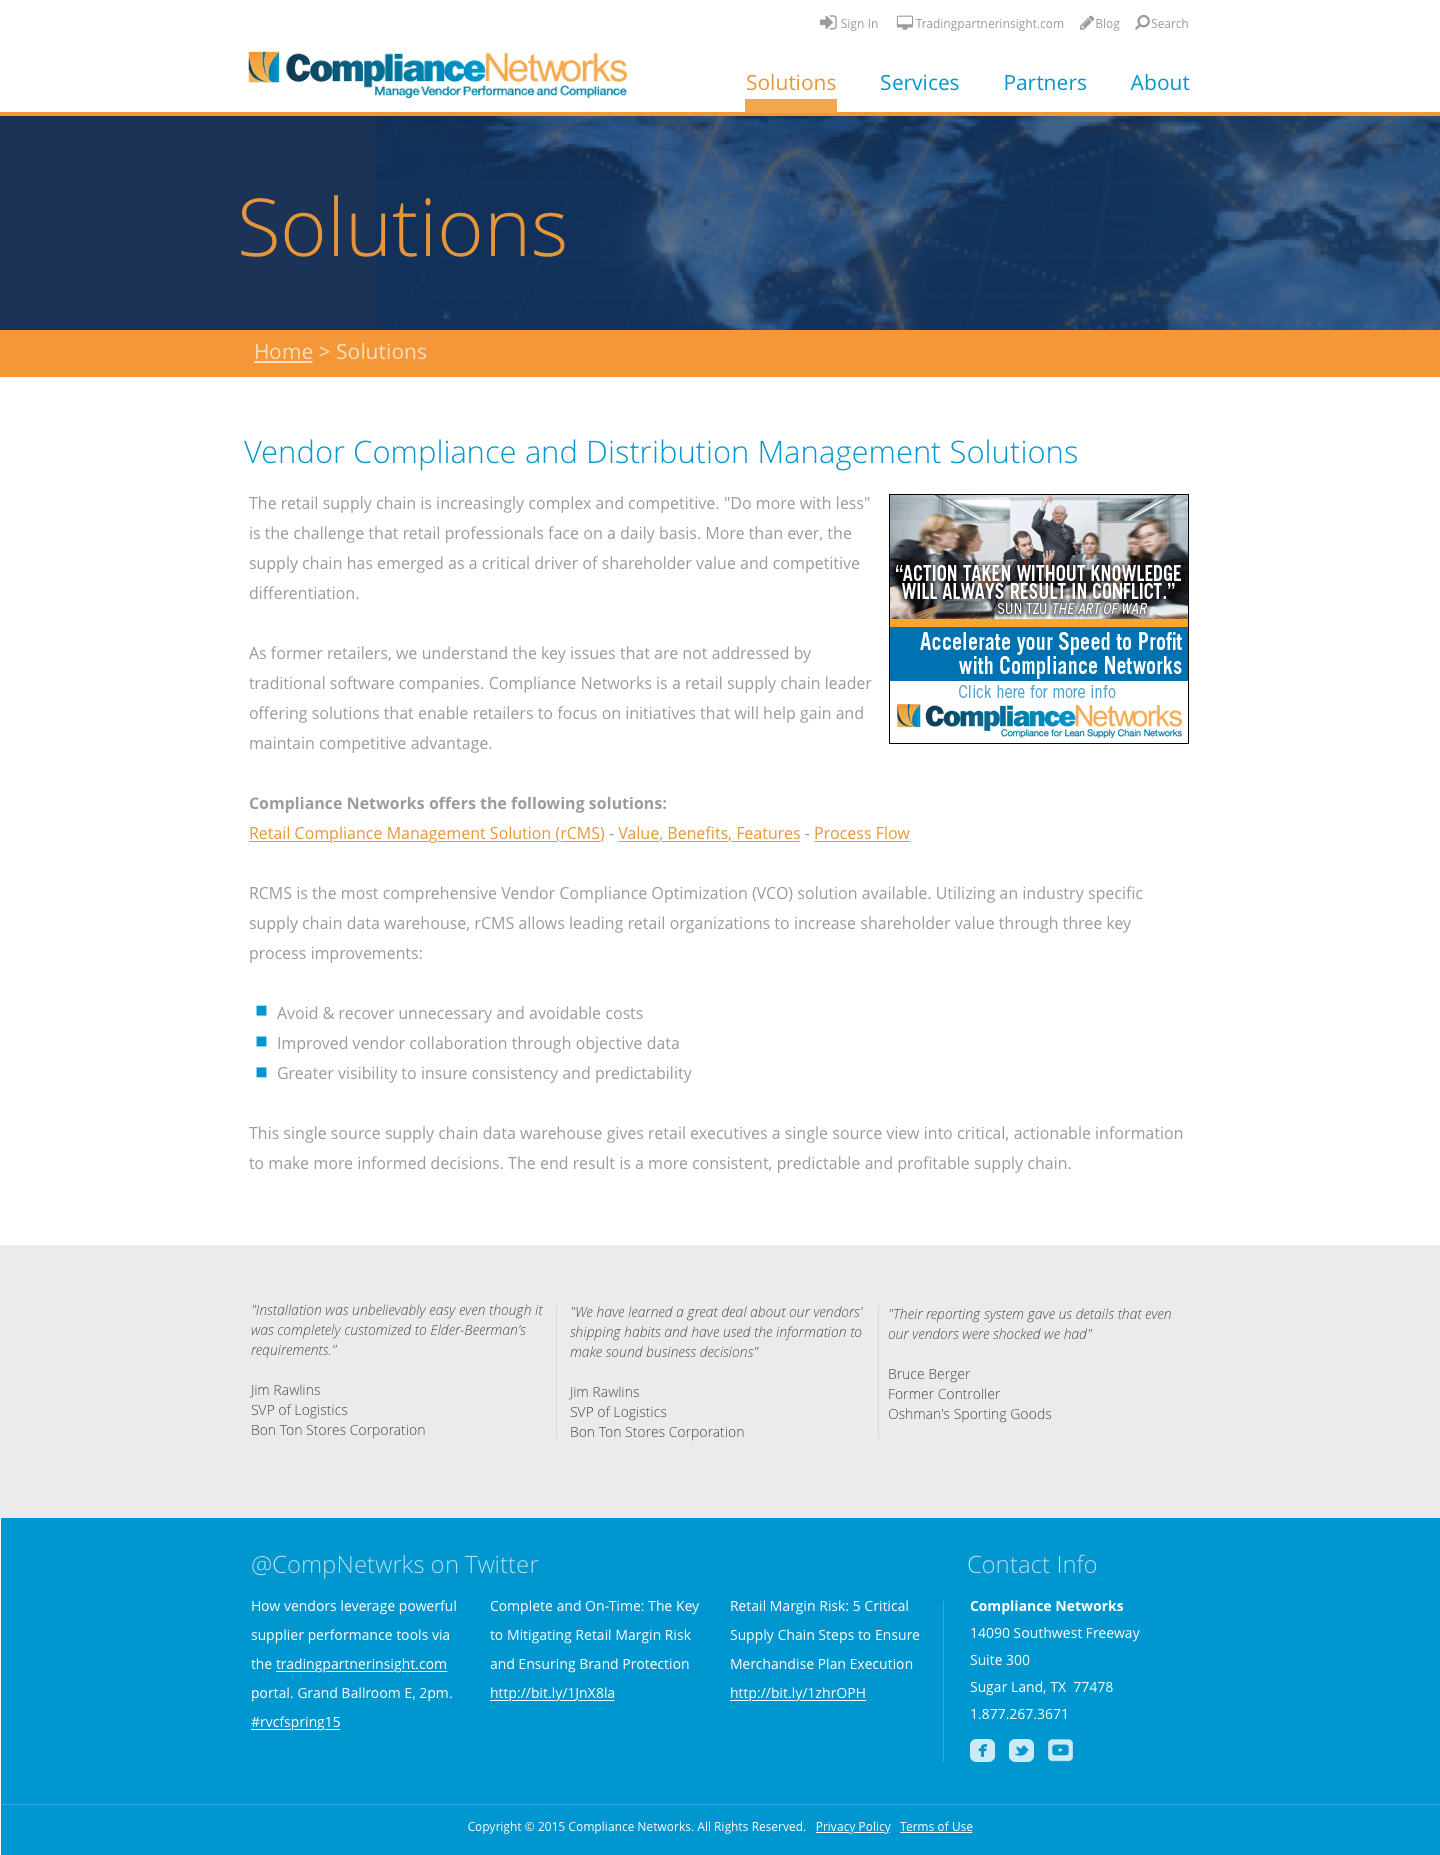 Sign In Tradingpartnerinsight.com Blog Search
ComplianceNetworks
Manage Vendor Performance and Compliance
Solutions Services Partners About
Solutions
Home > Solutions
Vendor Compliance and Distribution Management Solutions
The retail supply chain is increasingly complex and competitive. "Do more with less"
is the challenge that retail professionals face on a daily basis. More than ever, the
supply chain has emerged as a critical driver of shareholder value and competitive
differentiation.
As former retailers, we understand the key issues that are not addressed by
traditional software companies. Compliance Networks is a retail supply chain leader
offering solutions that enable retailers to focus on initiatives that will help gain and
maintain competitive advantage.
“ACTION TAKEN WITHOUT KNOWLEDGE
WILL ALWAYS RESULT IN CONFLICT.”
SUN TZU THE ART OF WAR
Accelerate your Speed to Profit
with Compliance Networks
Click here for more info
ComplianceNetworks
Compliance for Lean Supply Chain Networks
Compliance Networks offers the following solutions:
Retail Compliance Management Solution (rCMS) - Value, Benefits, Features - Process Flow
RCMS is the most comprehensive Vendor Compliance Optimization (VCO) solution available. Utilizing an industry specific
supply chain data warehouse, rCMS allows leading retail organizations to increase shareholder value through three key
process improvements:
Avoid & recover unnecessary and avoidable costs
Improved vendor collaboration through objective data
Greater visibility to insure consistency and predictability
This single source supply chain data warehouse gives retail executives a single source view into critical, actionable information
to make more informed decisions. The end result is a more consistent, predictable and profitable supply chain.
"Installation was unbelievably easy even though it
was completely customized to Elder-Beerman's
requirements."
Jim Rawlins
SVP of Logistics
Bon Ton Stores Corporation
"We have learned a great deal about our vendors'
shipping habits and have used the information to
make sound business decisions"
Jim Rawlins
SVP of Logistics
Bon Ton Stores Corporation
"Their reporting system gave us details that even
our vendors were shocked we had"
Bruce Berger
Former Controller
Oshman's Sporting Goods
@CompNetwrks on Twitter
How vendors leverage powerful
supplier performance tools via
the tradingpartnerinsight.com
portal. Grand Ballroom E, 2pm.
#rvcfspring15
Complete and On-Time: The Key
to Mitigating Retail Margin Risk
and Ensuring Brand Protection
http://bit.ly/1JnX8la
Retail Margin Risk: 5 Critical
Supply Chain Steps to Ensure
Merchandise Plan Execution
http://bit.ly/1zhrOPH
Contact Info
Compliance Networks
14090 Southwest Freeway
Suite 300
Sugar Land, TX 77478
1.877.267.3671
Copyright © 2015 Compliance Networks. All Rights Reserved. Privacy Policy Terms of Use